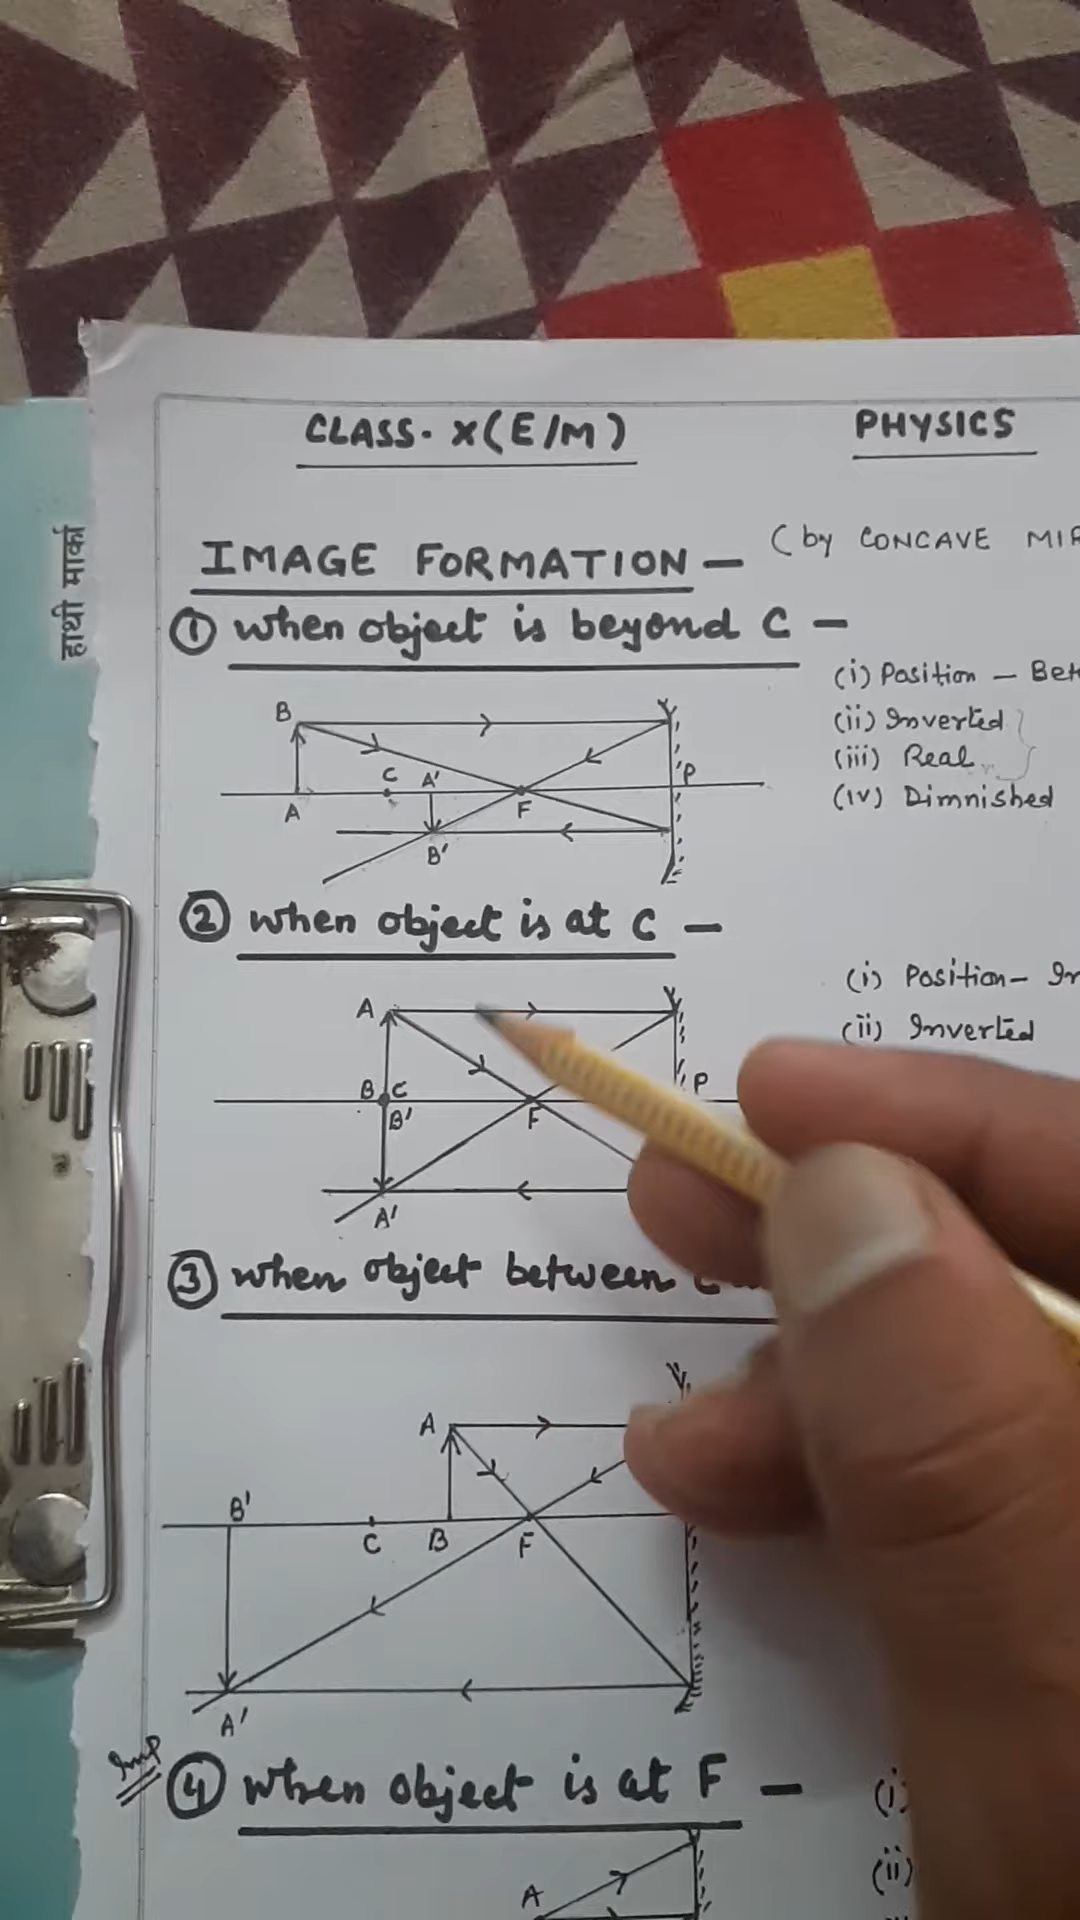 CLASS. X (E/M)
PHYSICS
हाथी मार्का
IMAGE FORMATION -
(by CONCAVE
① when object is beyond C -
(i) Position -
(ii) Inverted
(iii) Real
(iv) Dimnished
B
C
A'
P
A
F
B'
② when object is at C -
(i) Position -
(ii) Inverted
A
B C
P
B'
F
A'
③ when object between
A
B'
C
B
F
A'
Imp
④ when object is at F -
(i)
(ii)
A